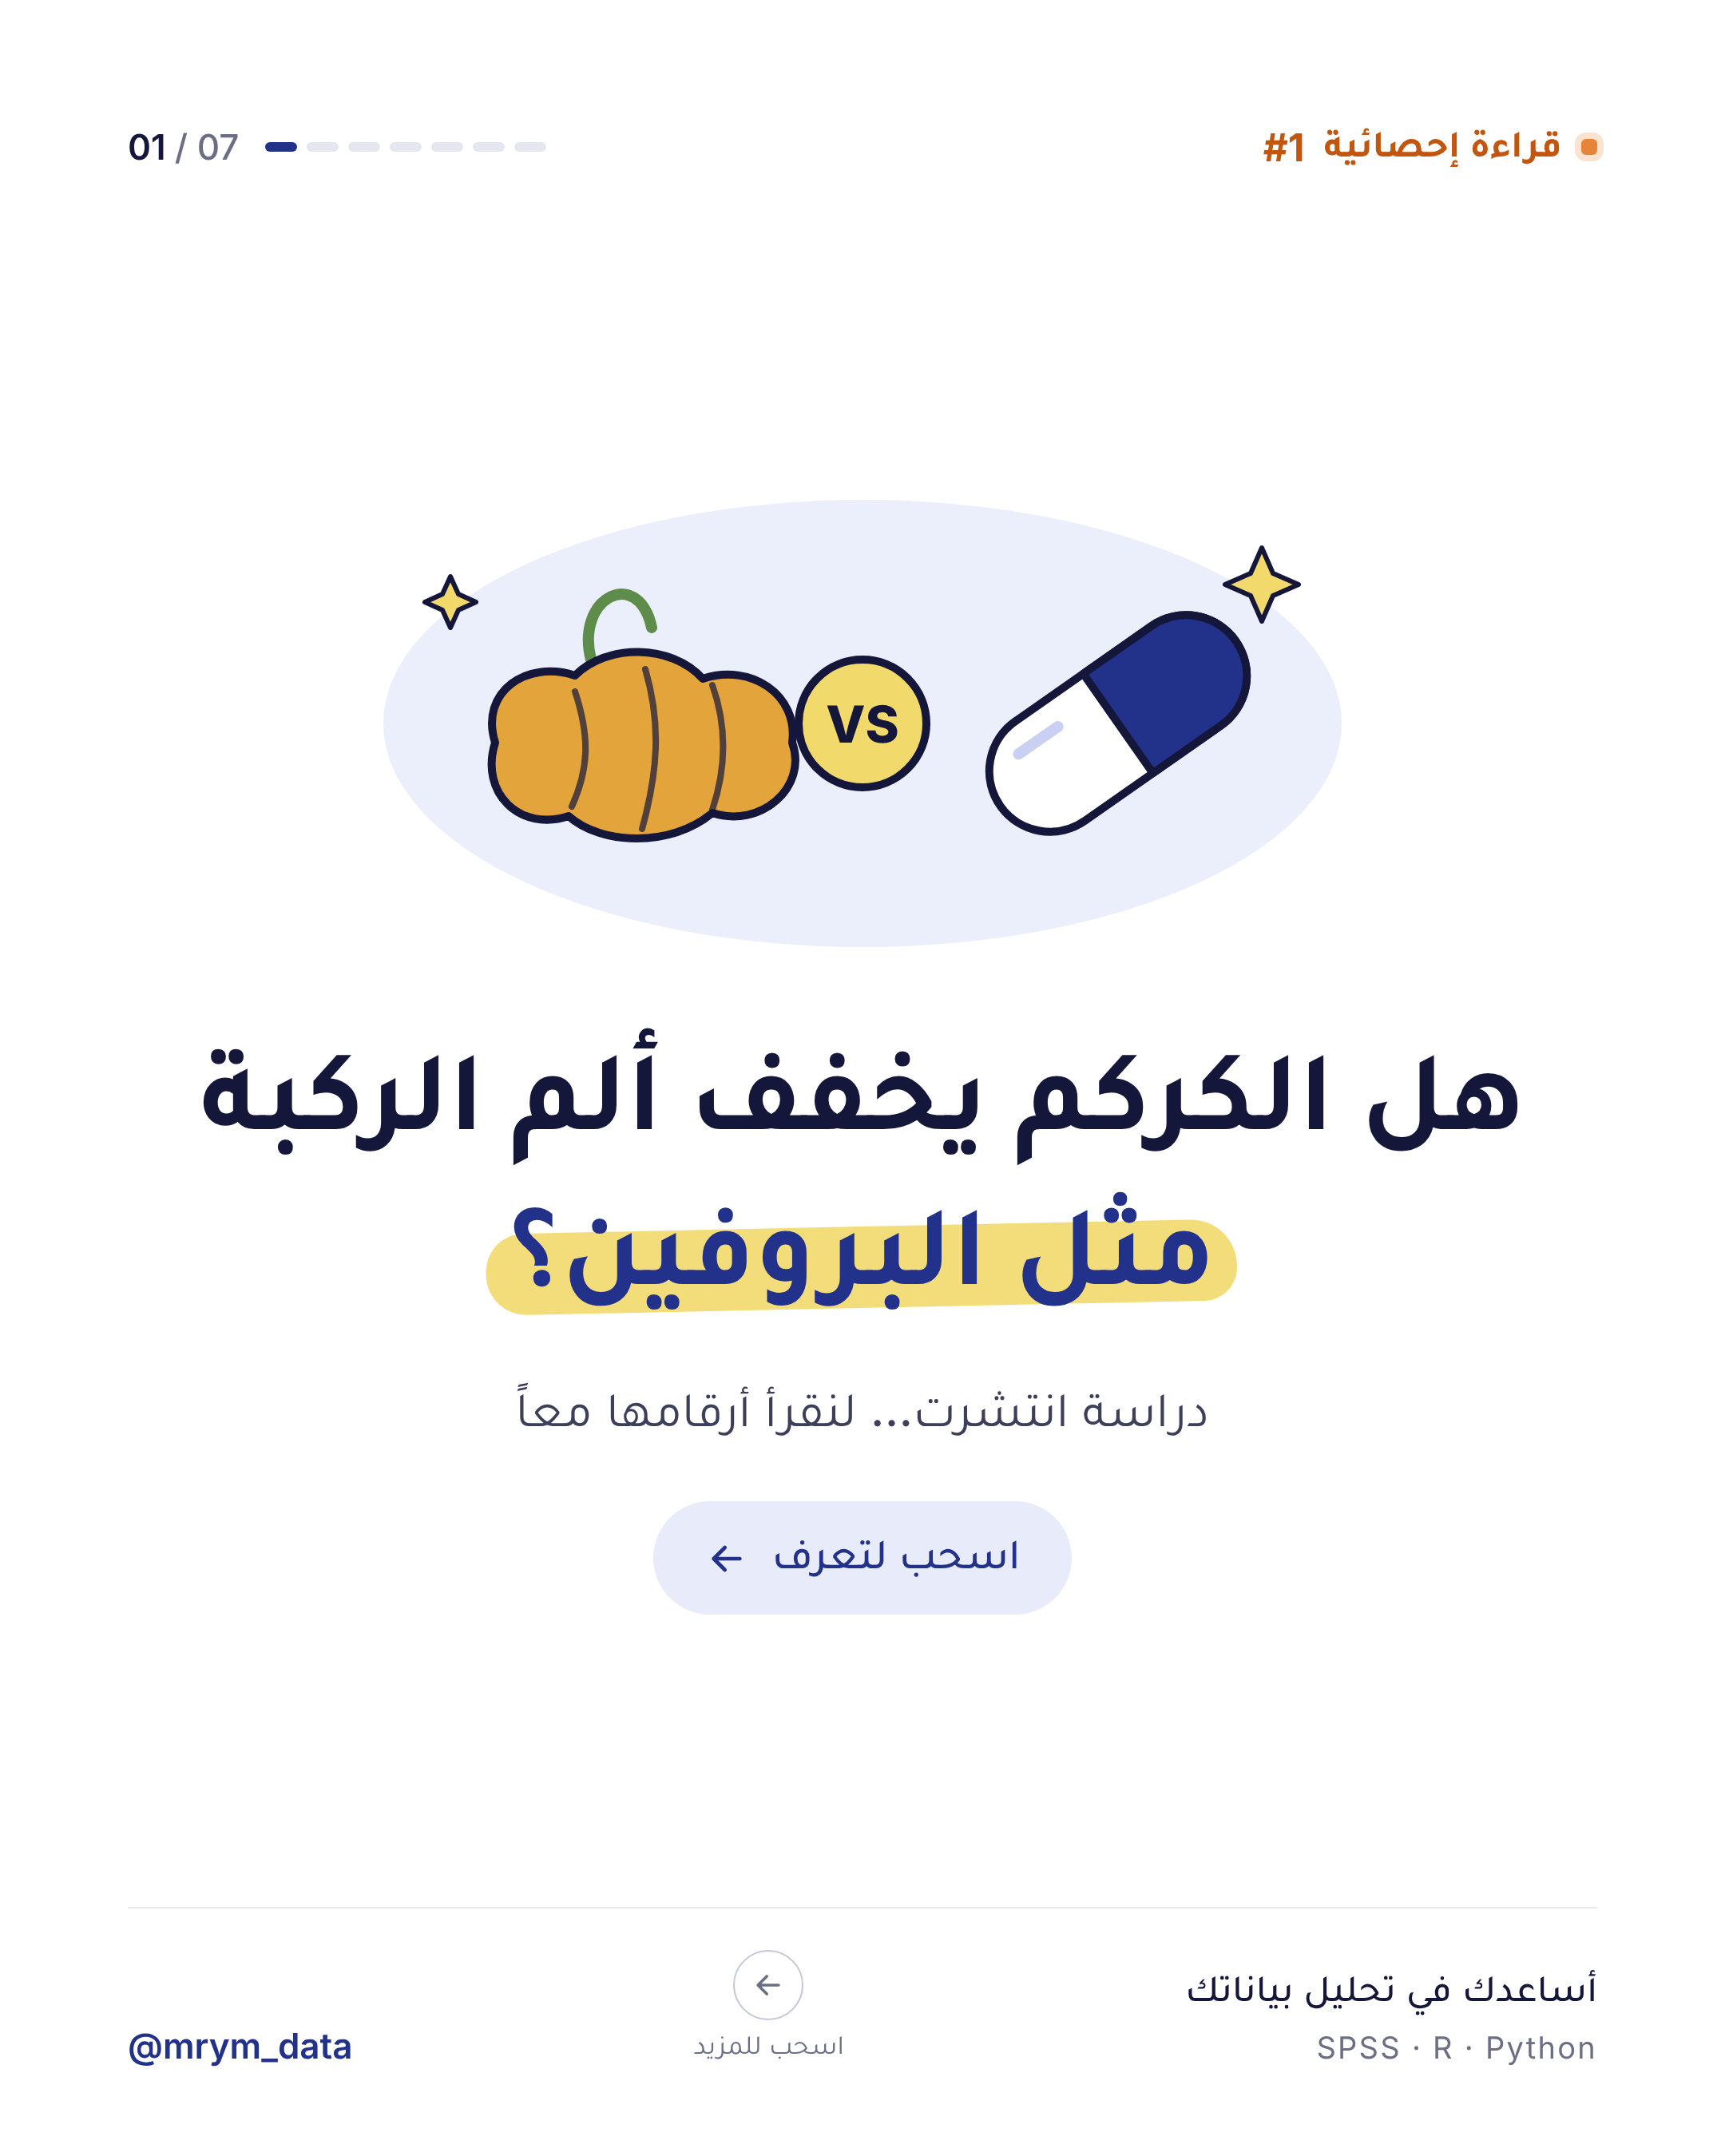 قراءة إحصائية #1
01 / 07
VS
هل الكركم يخفف ألم الركبة
مثل البروفين؟
دراسة انتشرت... لنقرأ أرقامها معاً
اسحب لتعرف ←
أساعدك في تحليل بياناتك
SPSS · R · Python
←
اسحب للمزيد
@mrym_data